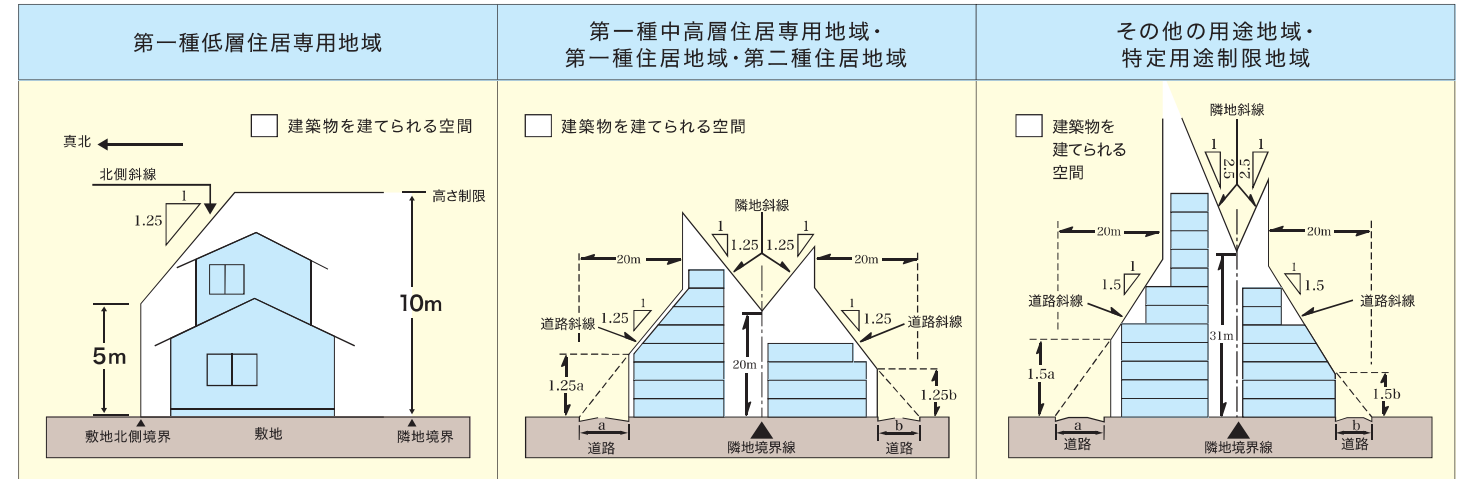 第一種低層住居専用地域
建築物を建てられる空間
真北
北側斜線
1
1.25
高さ制限
10m
5m
敷地北側境界
敷地
隣地境界
第一種中高層住居専用地域・
第一種住居地域・第二種住居地域
建築物を建てられる空間
隣地斜線
1
1.25
1.25
1
20m
20m
1
1.25
1
1.25
道路斜線
道路斜線
20m
1.25a
1.25b
a
b
道路
隣地境界線
道路
その他の用途地域・
特定用途制限地域
建築物を
建てられる
空間
隣地斜線
1
2.5
2.5
1
20m
20m
1
1.5
1
1.5
道路斜線
道路斜線
31m
1.5a
1.5b
a
b
道路
隣地境界線
道路